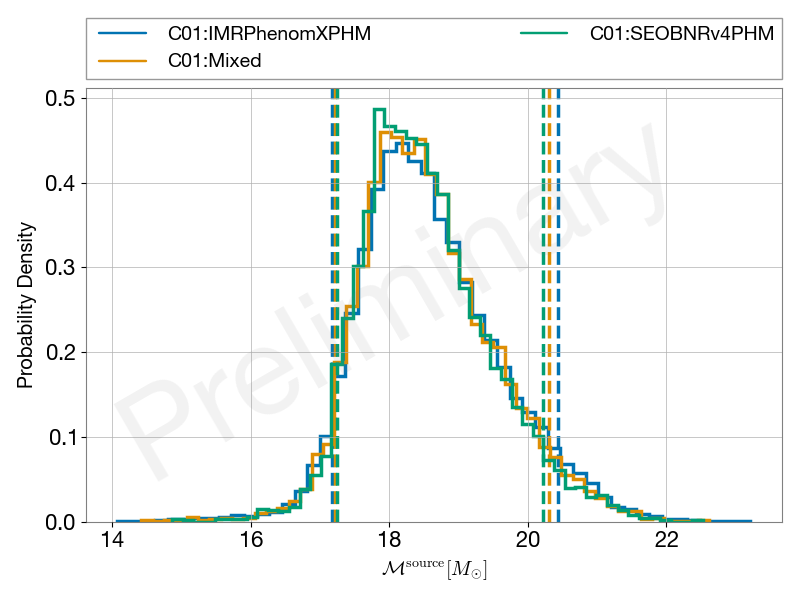 C01:IMRPhenomXPHM
C01:Mixed
C01:SEOBNRv4PHM
Preliminary
Probability Density
0.5
0.4
0.3
0.2
0.1
0.0
14 16 18 20 22
ℳ^source [M_⊙]